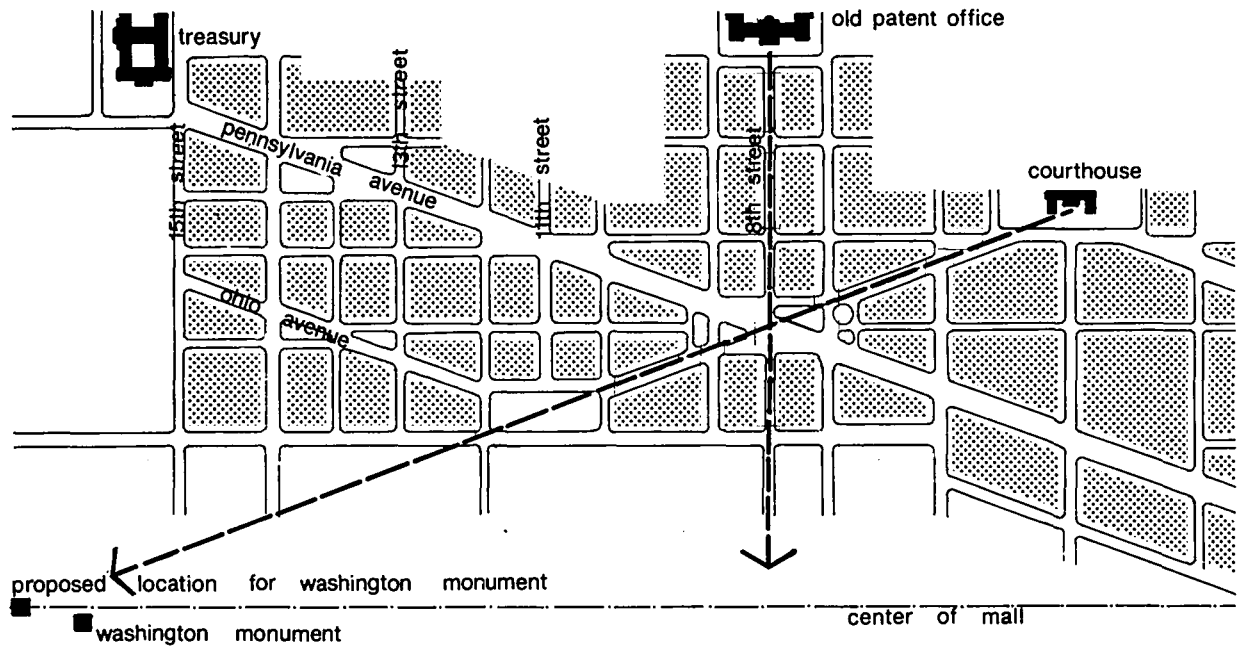 old patent office
treasury
13th street
pennsylvania avenue
15th street
11th street
8th street
courthouse
ohio avenue
proposed location for washington monument
center of mall
washington monument